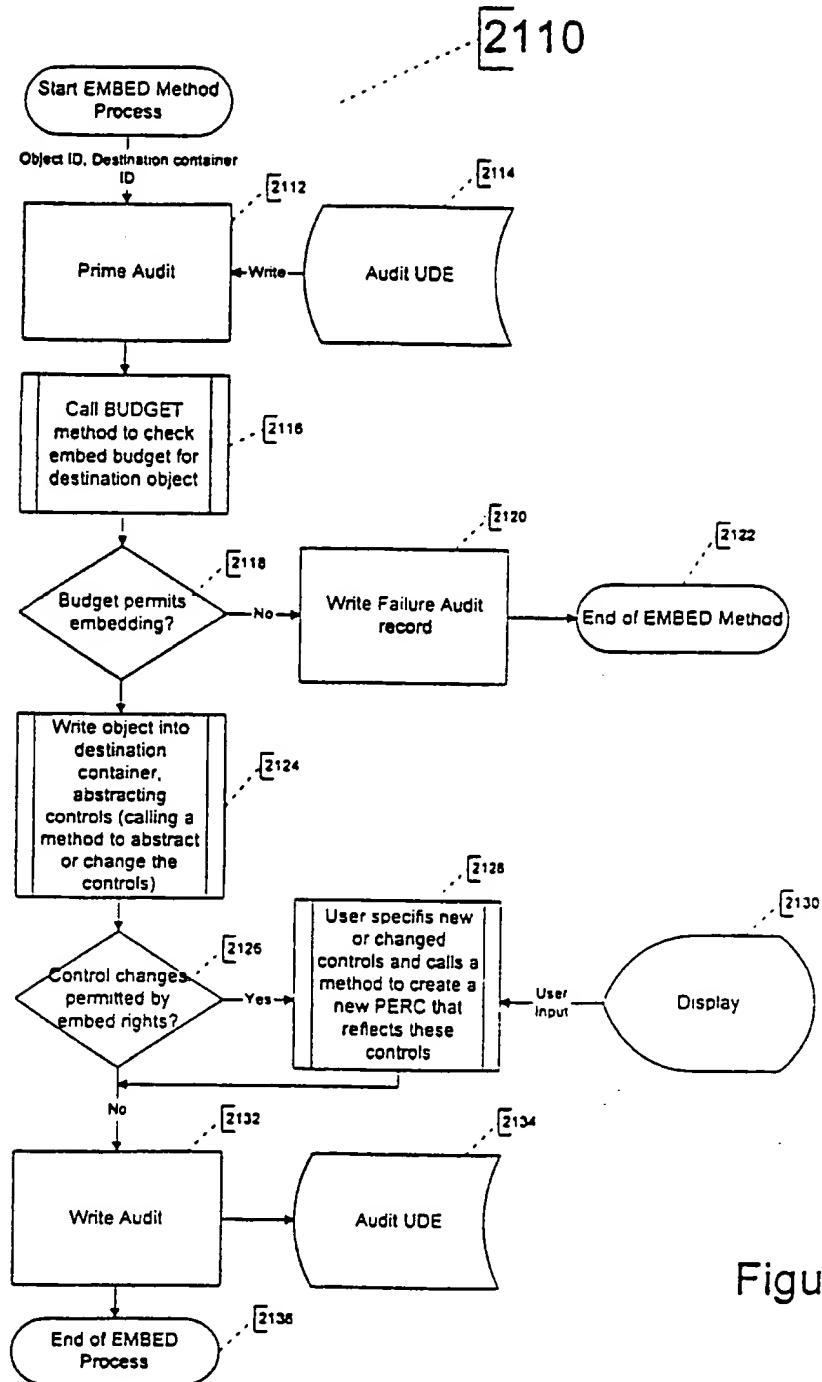 2110
Start EMBED Method
Process
Object ID, Destination container
ID
2112
2114
Prime Audit
Write
Audit UDE
Call BUDGET
method to check
embed budget for
destination object
2116
2118
2120
2122
Budget permits
embedding?
No
Write Failure Audit
record
End of EMBED Method
Write object into
destination
container,
abstracting
controls (calling a
method to abstract
or change the
controls)
2124
2126
2128
2130
Control changes
permitted by
embed rights?
Yes
User specifis new
or changed
controls and calls a
method to create a
new PERC that
reflects these
controls
User
Input
Display
No
2132
2134
Write Audit
Audit UDE
Figu
End of EMBED
Process
2136